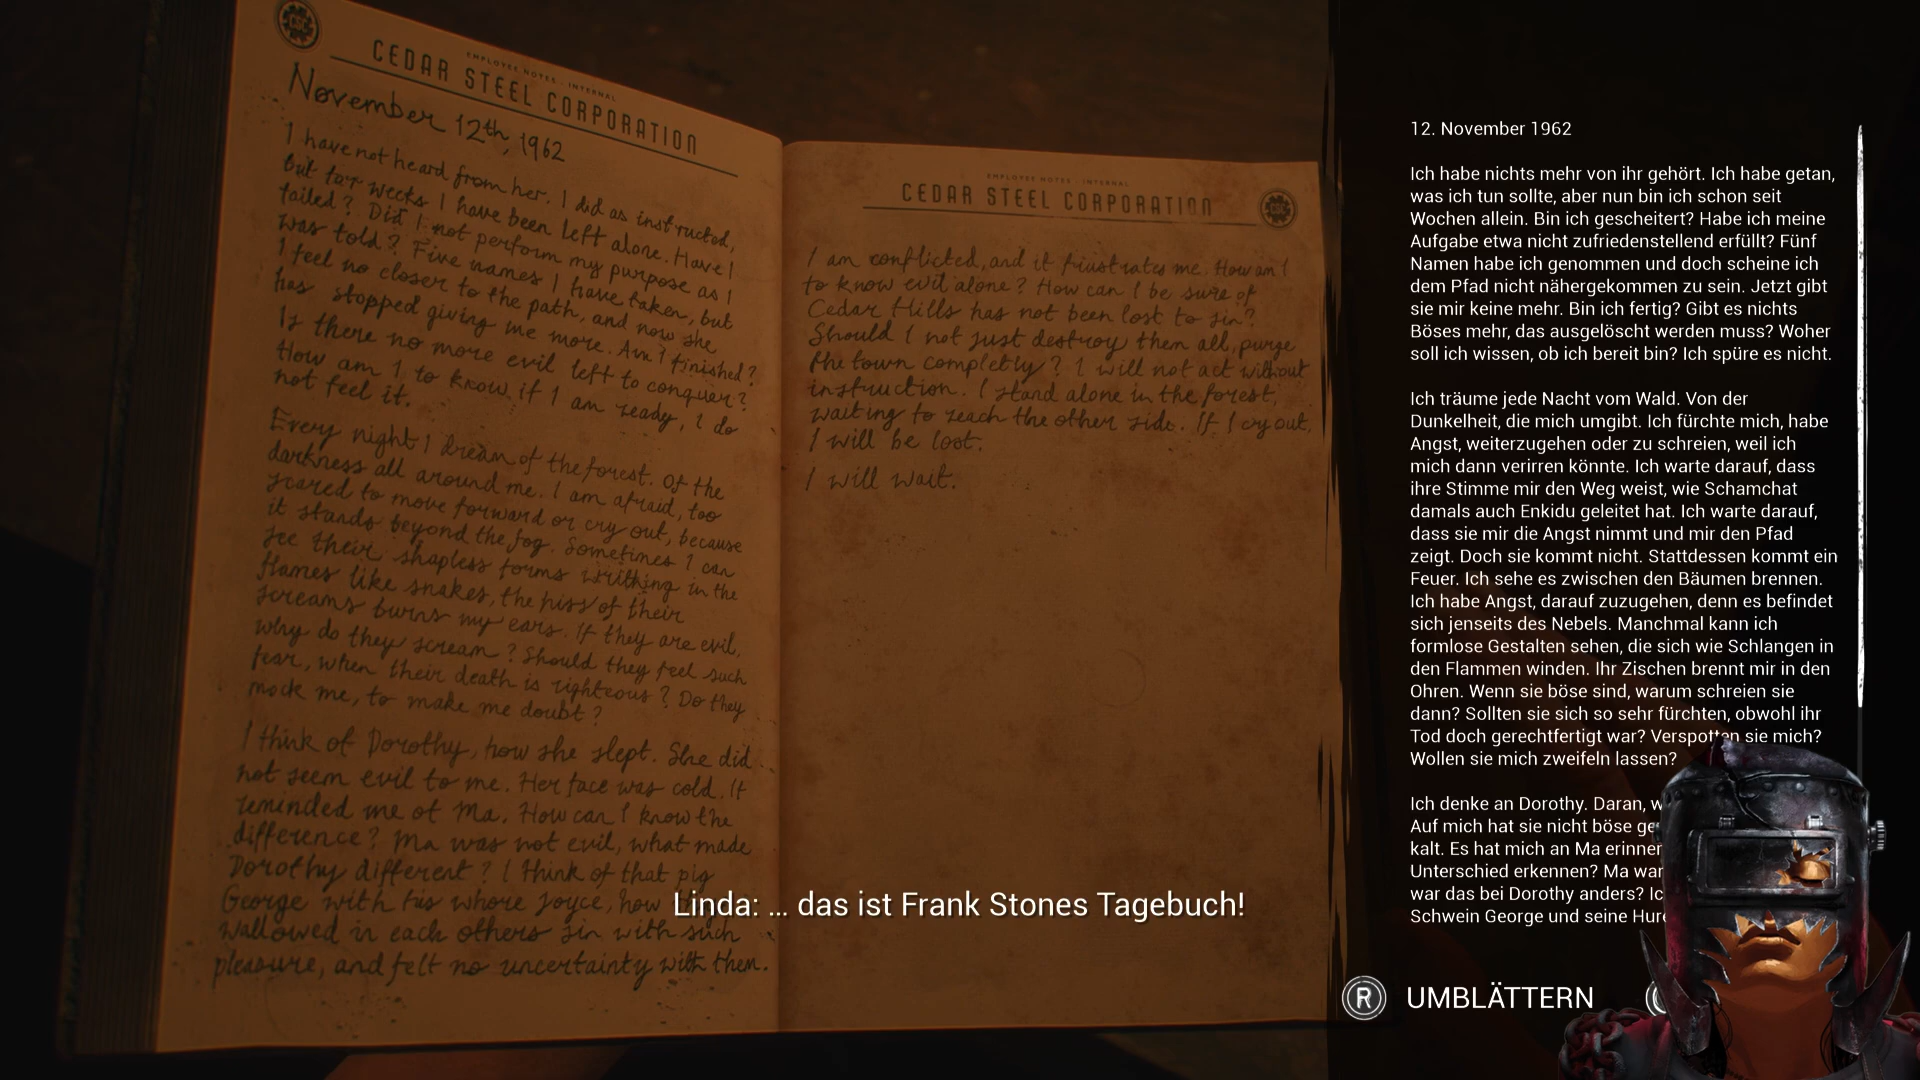 CSC
EMPLOYEE NOTES - INTERNAL
CEDAR STEEL CORPORATION
November 12th, 1962
I have not heard from her. I did as instructed,
but for weeks I have been left alone. Have I
failed? Did I not perform my purpose as I
was told? Five names I have taken, but
I feel no closer to the path, and now she
has stopped giving me more. Am I finished?
Is there no more evil left to conquer?
How am I to know if I am ready, I do
not feel it.
Every night I dream of the forest. Of the
darkness all around me. I am afraid, too
scared to move forward or cry out, because
it stands beyond the fog. Sometimes I can
see their shapless forms writhing in the
flames like snakes, the hiss of their
screams burns my ears. If they are evil,
why do they scream? Should they feel such
fear, when their death is righteous? Do they
mock me, to make me doubt?
I think of Dorothy, how she slept. She did
not seem evil to me. Her face was cold. It
reminded me of Ma. How can I know the
difference? Ma was not evil, what made
Dorothy different? I think of that pig
George with his whore Joyce, how
wallowed in each others sin with such
pleasure, and felt no uncertainty with them.
EMPLOYEE NOTES - INTERNAL
CEDAR STEEL CORPORATION
CSC
I am conflicted, and it frustrates me. How am I
to know evil alone? How can I be sure of
Cedar Hills has not been lost to sin?
Should I not just destroy them all, purge
the town completly? I will not act without
instruction. I stand alone in the forest,
waiting to reach the other side. If I cry out,
I will be lost.
I will wait.
Linda: ... das ist Frank Stones Tagebuch!
12. November 1962
Ich habe nichts mehr von ihr gehört. Ich habe getan,
was ich tun sollte, aber nun bin ich schon seit
Wochen allein. Bin ich gescheitert? Habe ich meine
Aufgabe etwa nicht zufriedenstellend erfüllt? Fünf
Namen habe ich genommen und doch scheine ich
dem Pfad nicht nähergekommen zu sein. Jetzt gibt
sie mir keine mehr. Bin ich fertig? Gibt es nichts
Böses mehr, das ausgelöscht werden muss? Woher
soll ich wissen, ob ich bereit bin? Ich spüre es nicht.
Ich träume jede Nacht vom Wald. Von der
Dunkelheit, die mich umgibt. Ich fürchte mich, habe
Angst, weiterzugehen oder zu schreien, weil ich
mich dann verirren könnte. Ich warte darauf, dass
ihre Stimme mir den Weg weist, wie Schamchat
damals auch Enkidu geleitet hat. Ich warte darauf,
dass sie mir die Angst nimmt und mir den Pfad
zeigt. Doch sie kommt nicht. Stattdessen kommt ein
Feuer. Ich sehe es zwischen den Bäumen brennen.
Ich habe Angst, darauf zuzugehen, denn es befindet
sich jenseits des Nebels. Manchmal kann ich
formlose Gestalten sehen, die sich wie Schlangen in
den Flammen winden. Ihr Zischen brennt mir in den
Ohren. Wenn sie böse sind, warum schreien sie
dann? Sollten sie sich so sehr fürchten, obwohl ihr
Tod doch gerechtfertigt war? Verspotten sie mich?
Wollen sie mich zweifeln lassen?
Ich denke an Dorothy. Daran, w
Auf mich hat sie nicht böse ge
kalt. Es hat mich an Ma erinner
Unterschied erkennen? Ma war
war das bei Dorothy anders? Ic
Schwein George und seine Hure
R UMBLÄTTERN